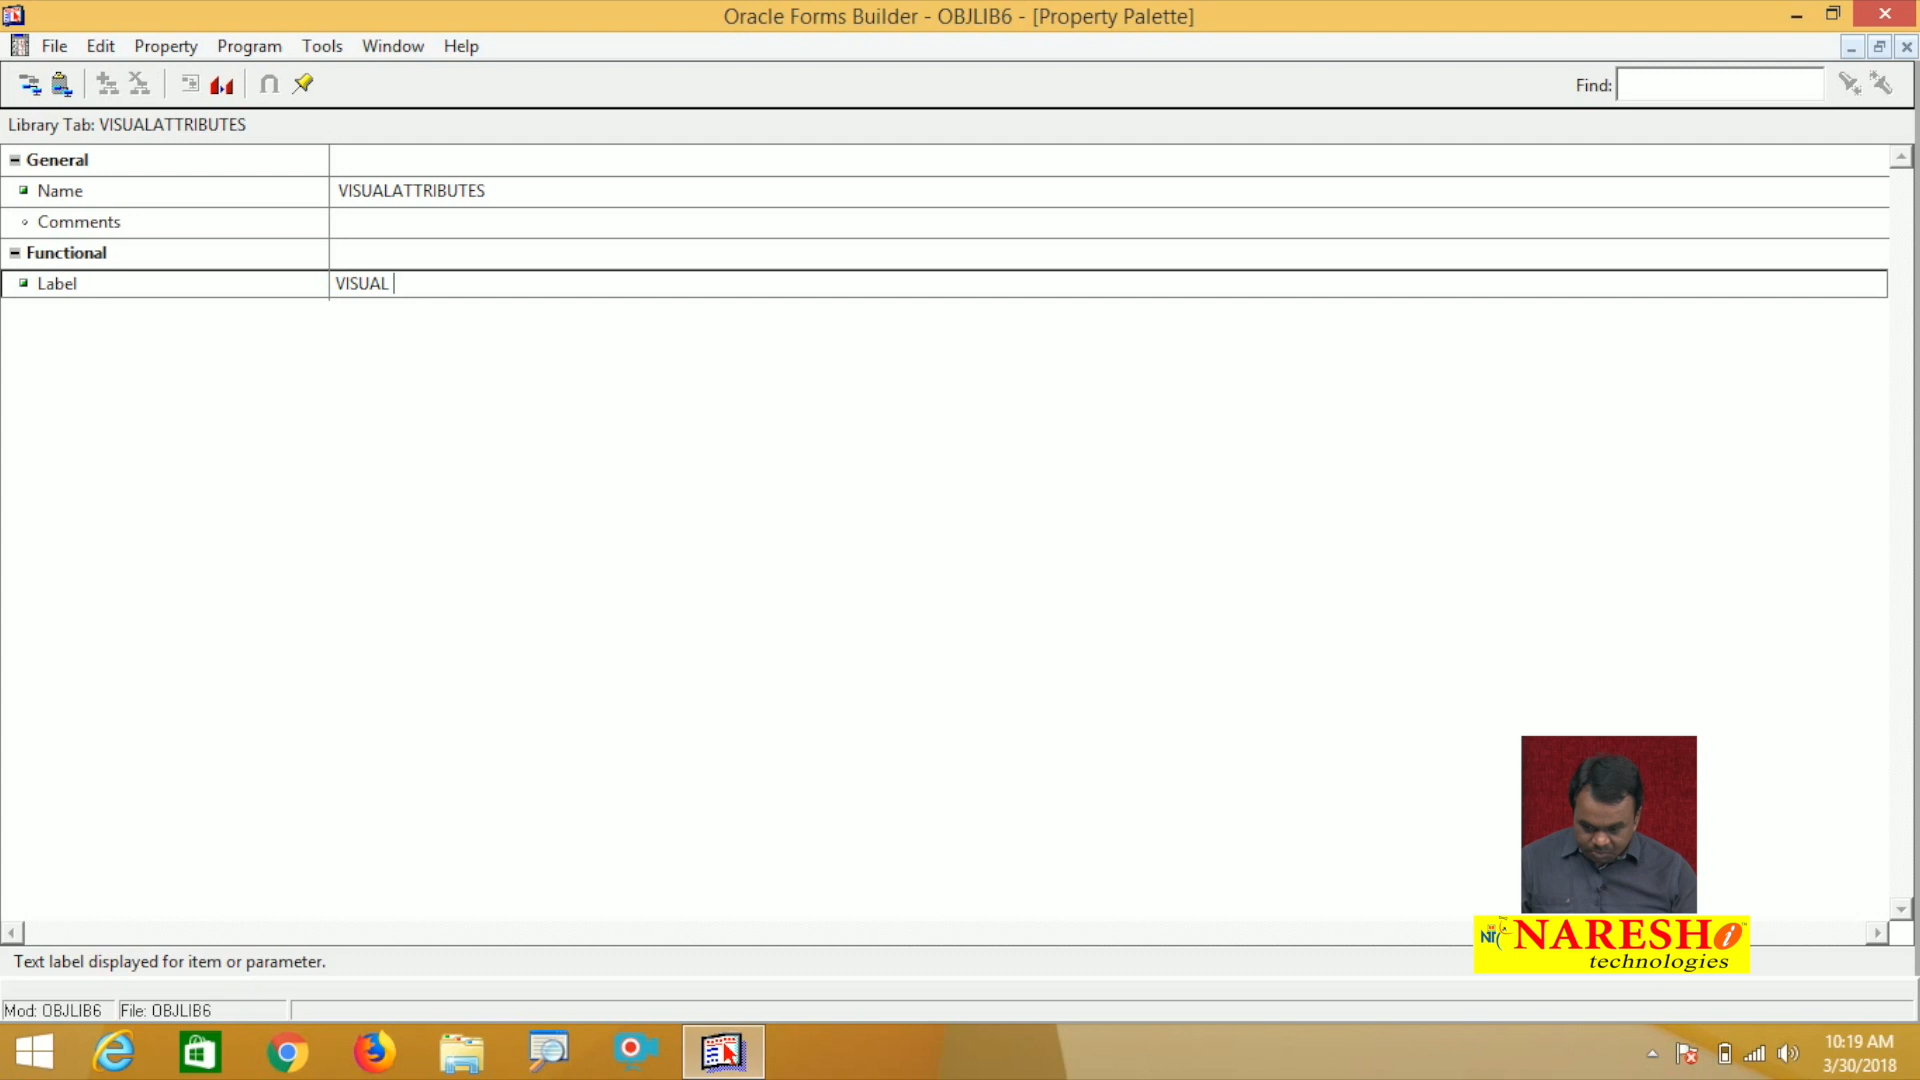 Oracle Forms Builder - OBJLIB6 - [Property Palette]
File Edit Property Program Tools Window Help
Find:
Library Tab: VISUALATTRIBUTES
General
Name VISUALATTRIBUTES
Comments
Functional
Label VISUAL
NARESH i
technologies
Text label displayed for item or parameter.
Mod: OBJLIB6 File: OBJLIB6
10:19 AM
3/30/2018